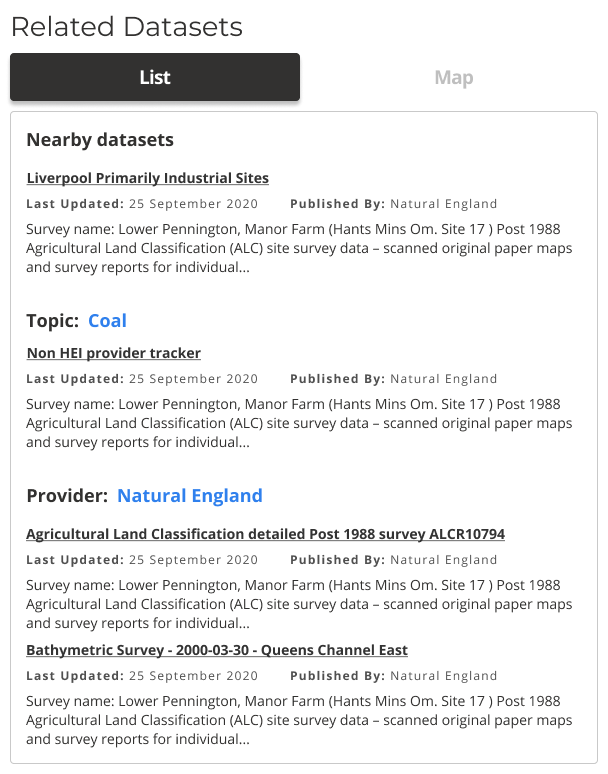 Related Datasets
List Map
Nearby datasets
Liverpool Primarily Industrial Sites
Last Updated: 25 September 2020 Published By: Natural England
Survey name: Lower Pennington, Manor Farm (Hants Mins Om. Site 17 ) Post 1988
Agricultural Land Classification (ALC) site survey data – scanned original paper maps
and survey reports for individual...
Topic: Coal
Non HEI provider tracker
Last Updated: 25 September 2020 Published By: Natural England
Survey name: Lower Pennington, Manor Farm (Hants Mins Om. Site 17 ) Post 1988
Agricultural Land Classification (ALC) site survey data – scanned original paper maps
and survey reports for individual...
Provider: Natural England
Agricultural Land Classification detailed Post 1988 survey ALCR10794
Last Updated: 25 September 2020 Published By: Natural England
Survey name: Lower Pennington, Manor Farm (Hants Mins Om. Site 17 ) Post 1988
Agricultural Land Classification (ALC) site survey data – scanned original paper maps
and survey reports for individual...
Bathymetric Survey - 2000-03-30 - Queens Channel East
Last Updated: 25 September 2020 Published By: Natural England
Survey name: Lower Pennington, Manor Farm (Hants Mins Om. Site 17 ) Post 1988
Agricultural Land Classification (ALC) site survey data – scanned original paper maps
and survey reports for individual...